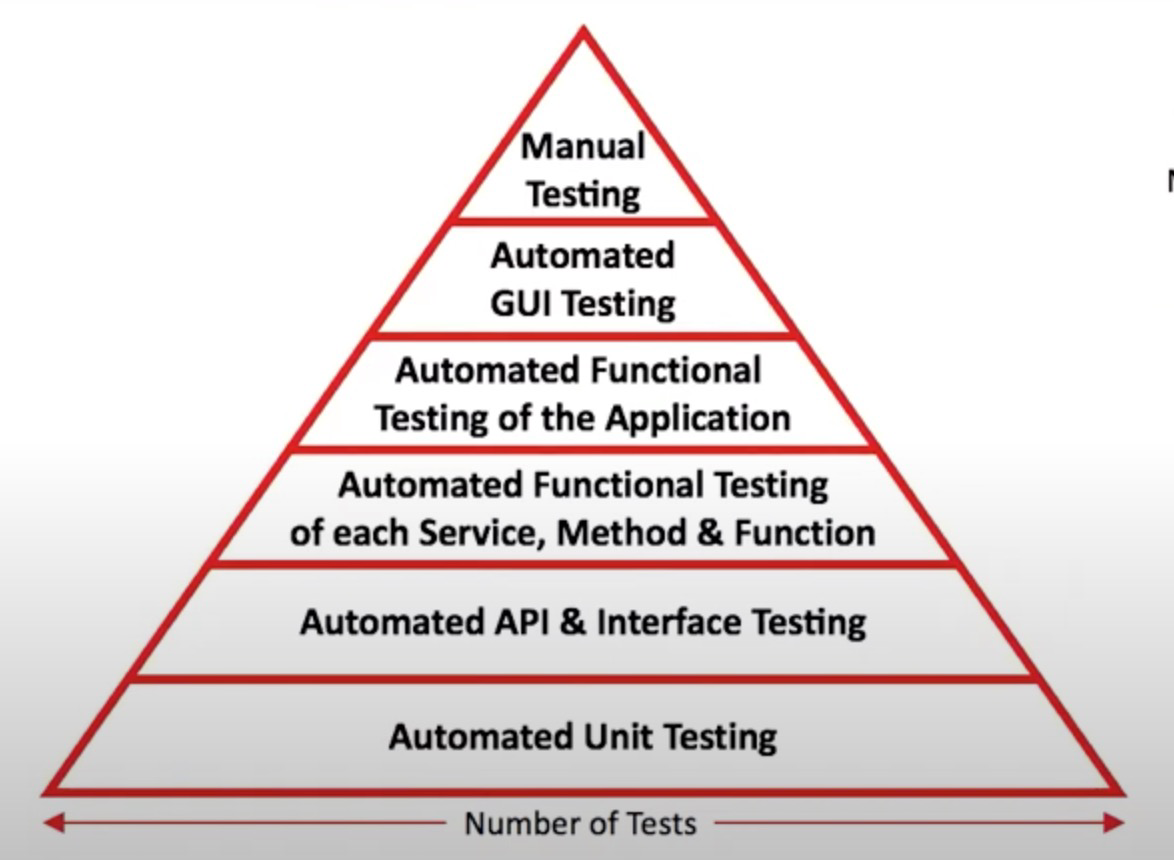 Manual
Testing
Automated
GUI Testing
Automated Functional
Testing of the Application
Automated Functional Testing
of each Service, Method & Function
Automated API & Interface Testing
Automated Unit Testing
Number of Tests